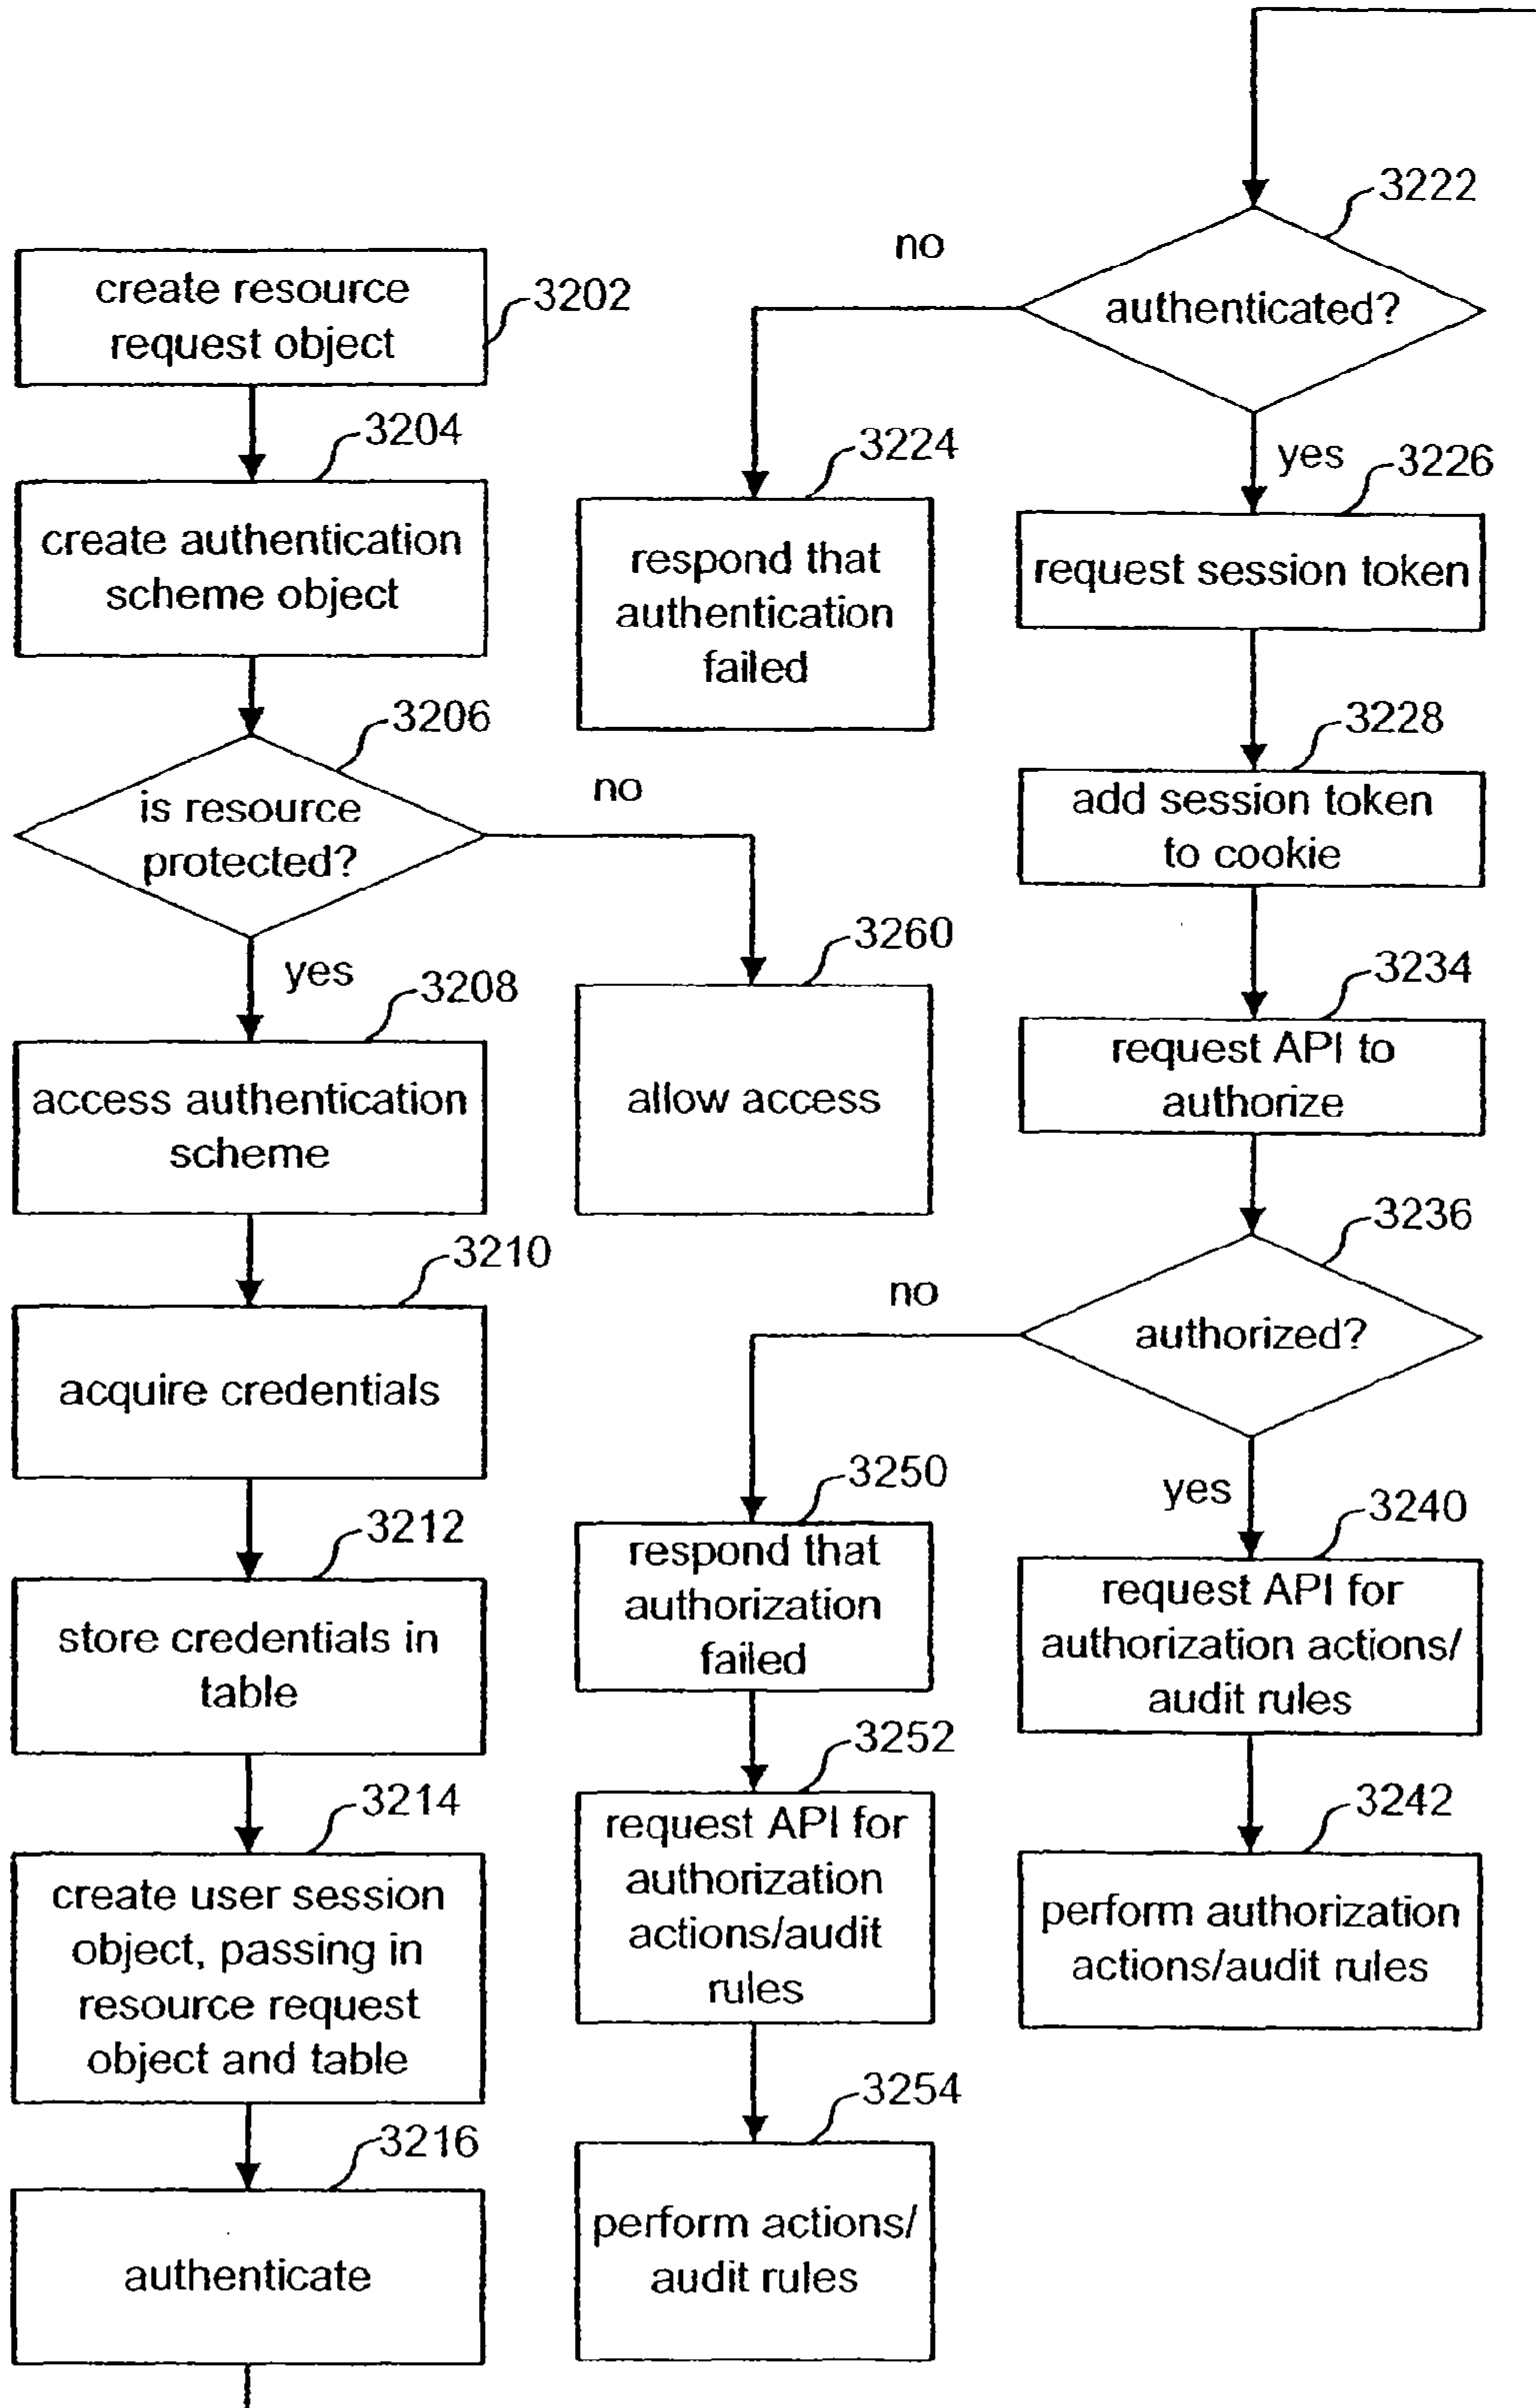 create resource
request object
3202
3204
create authentication
scheme object
3206
is resource
protected?
no
yes
3208
access authentication
scheme
3260
allow access
3210
acquire credentials
3212
store credentials in
table
3214
create user session
object, passing in
resource request
object and table
3216
authenticate
3222
authenticated?
no
3224
respond that
authentication
failed
yes
3226
request session token
3228
add session token
to cookie
3234
request API to
authorize
3236
authorized?
no
3250
respond that
authorization
failed
3252
request API for
authorization
actions/audit
rules
3254
perform actions/
audit rules
yes
3240
request API for
authorization actions/
audit rules
3242
perform authorization
actions/audit rules